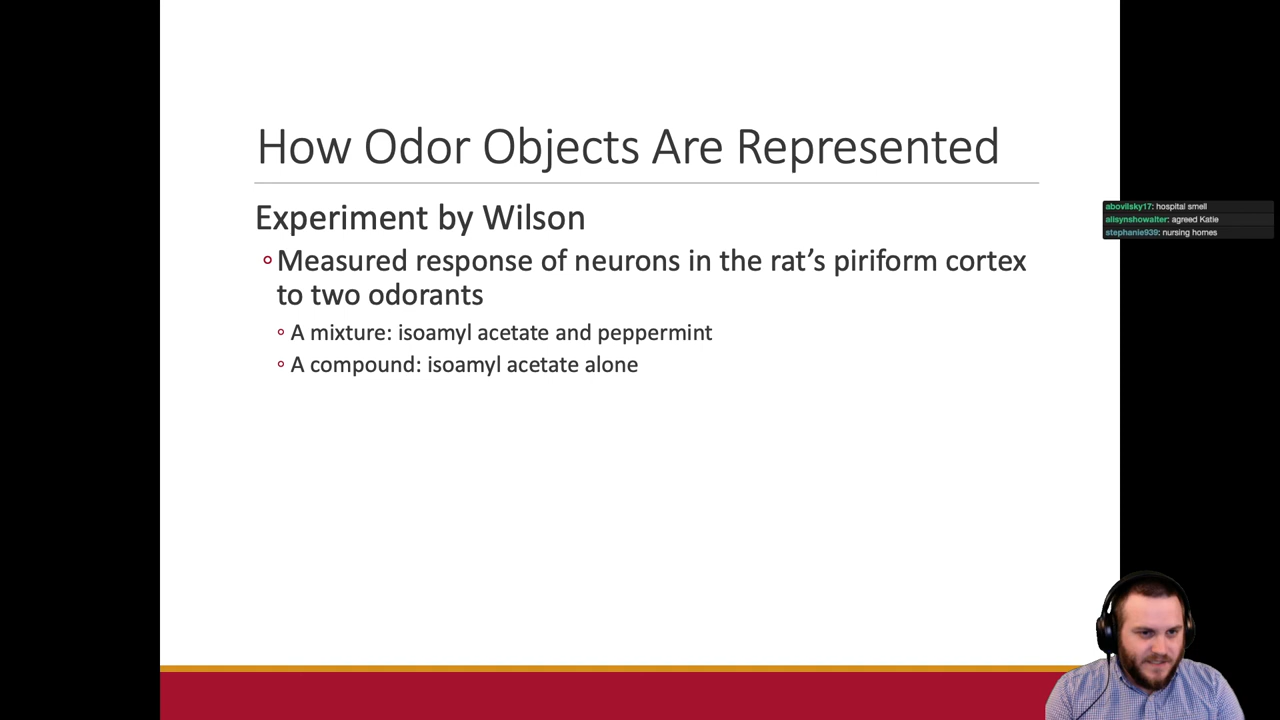 How Odor Objects Are Represented
Experiment by Wilson
Measured response of neurons in the rat’s piriform cortex
to two odorants
A mixture: isoamyl acetate and peppermint
A compound: isoamyl acetate alone
abovilsky17: hospital smell
alisynshowalter: agreed Katie
stephanie939: nursing homes